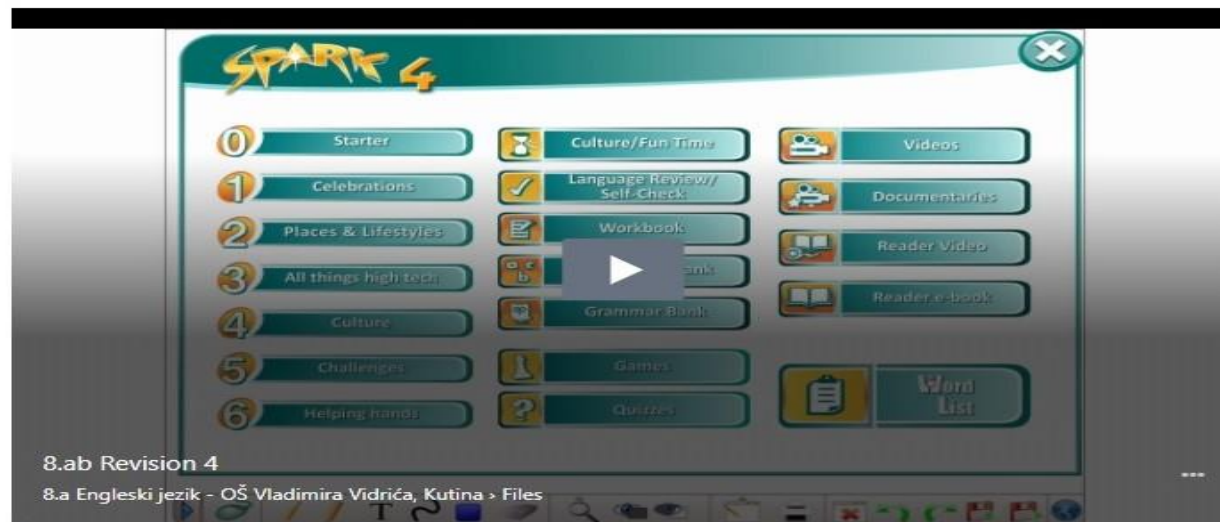 SPARK 4
0 Starter
1 Celebrations
2 Places & Lifestyles
3 All things high tech
4 Culture
5 Challenges
6 Helping hands
Culture/Fun Time
Language Review/
Self-Check
Workbook
a c
b
Bank
Grammar Bank
Games
? Quizzes
Videos
Documentaries
Reader Video
Reader e-book
Word
List
8.ab Revision 4
8.a Engleski jezik - OŠ Vladimira Vidrića, Kutina › Files
...
T